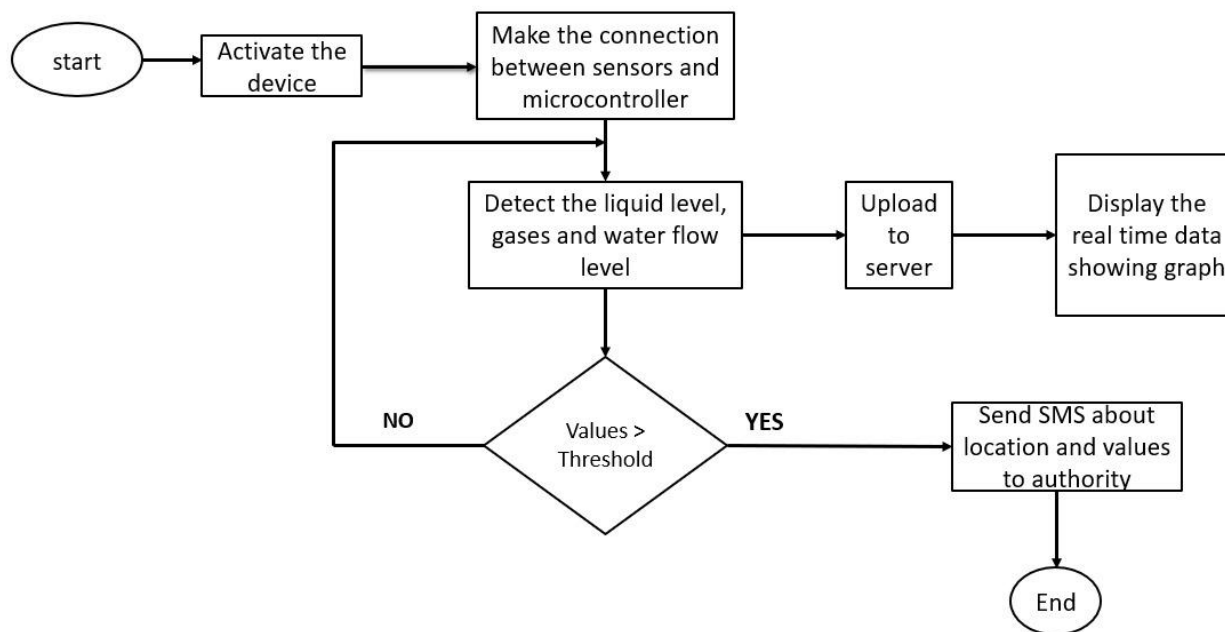 start
Activate the
device
Make the connection
between sensors and
microcontroller
Detect the liquid level,
gases and water flow
level
Upload
to
server
Display the
real time data
showing graph
NO
Values >
Threshold
YES
Send SMS about
location and values
to authority
End